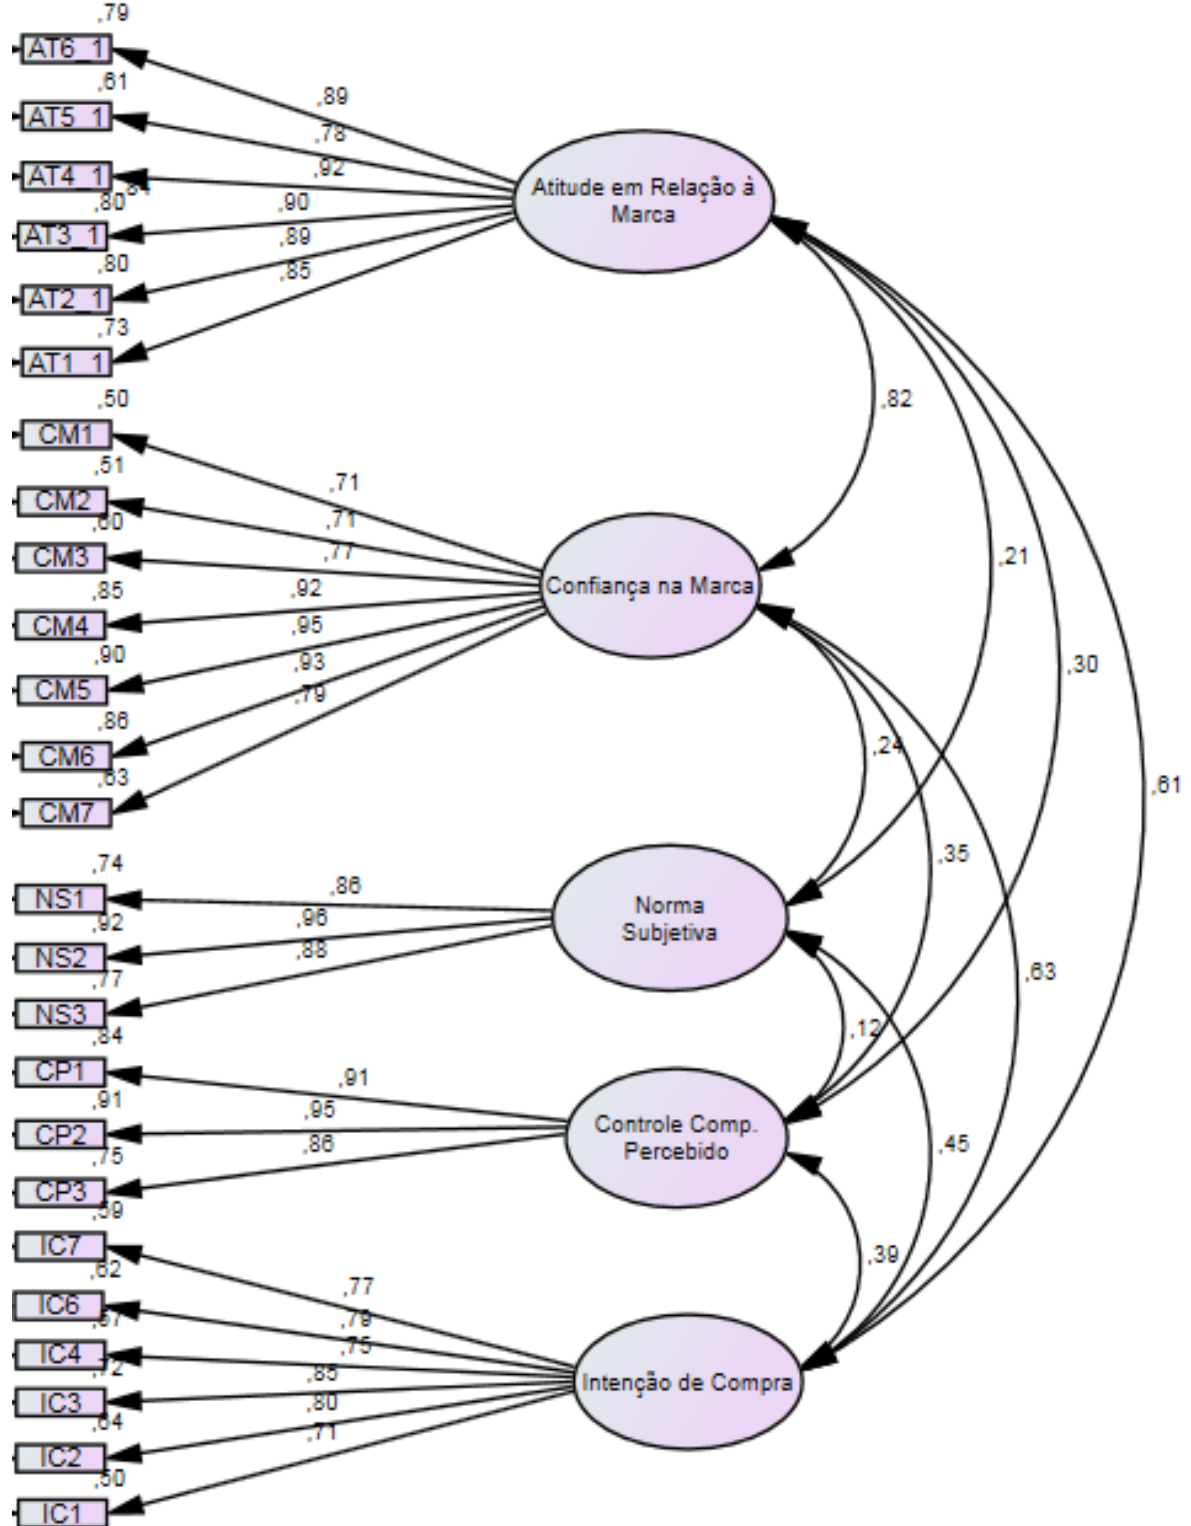 ,79
AT6_1
,61
,89
AT5_1
,78
,92
AT4_1
,84
,80
,90
AT3_1
,89
,80
,85
AT2_1
,73
AT1_1
Atitude em Relação à
Marca
,50
,82
CM1
,51
,71
CM2
,71
,60
,77
CM3
,85
,92
CM4
,95
,90
,93
CM5
,79
,86
CM6
,63
CM7
Confiança na Marca
,21
,30
,24
,61
,74
,35
NS1
,86
,92
,96
NS2
,88
,77
NS3
Norma
Subjetiva
,63
,84
,12
CP1
,91
,91
,95
CP2
,86
,75
CP3
Controle Comp.
Percebido
,45
,59
IC7
,39
,62
,77
IC6
,79
,57
,75
IC4
,72
,85
IC3
,80
,64
,71
IC2
,50
IC1
Intenção de Compra